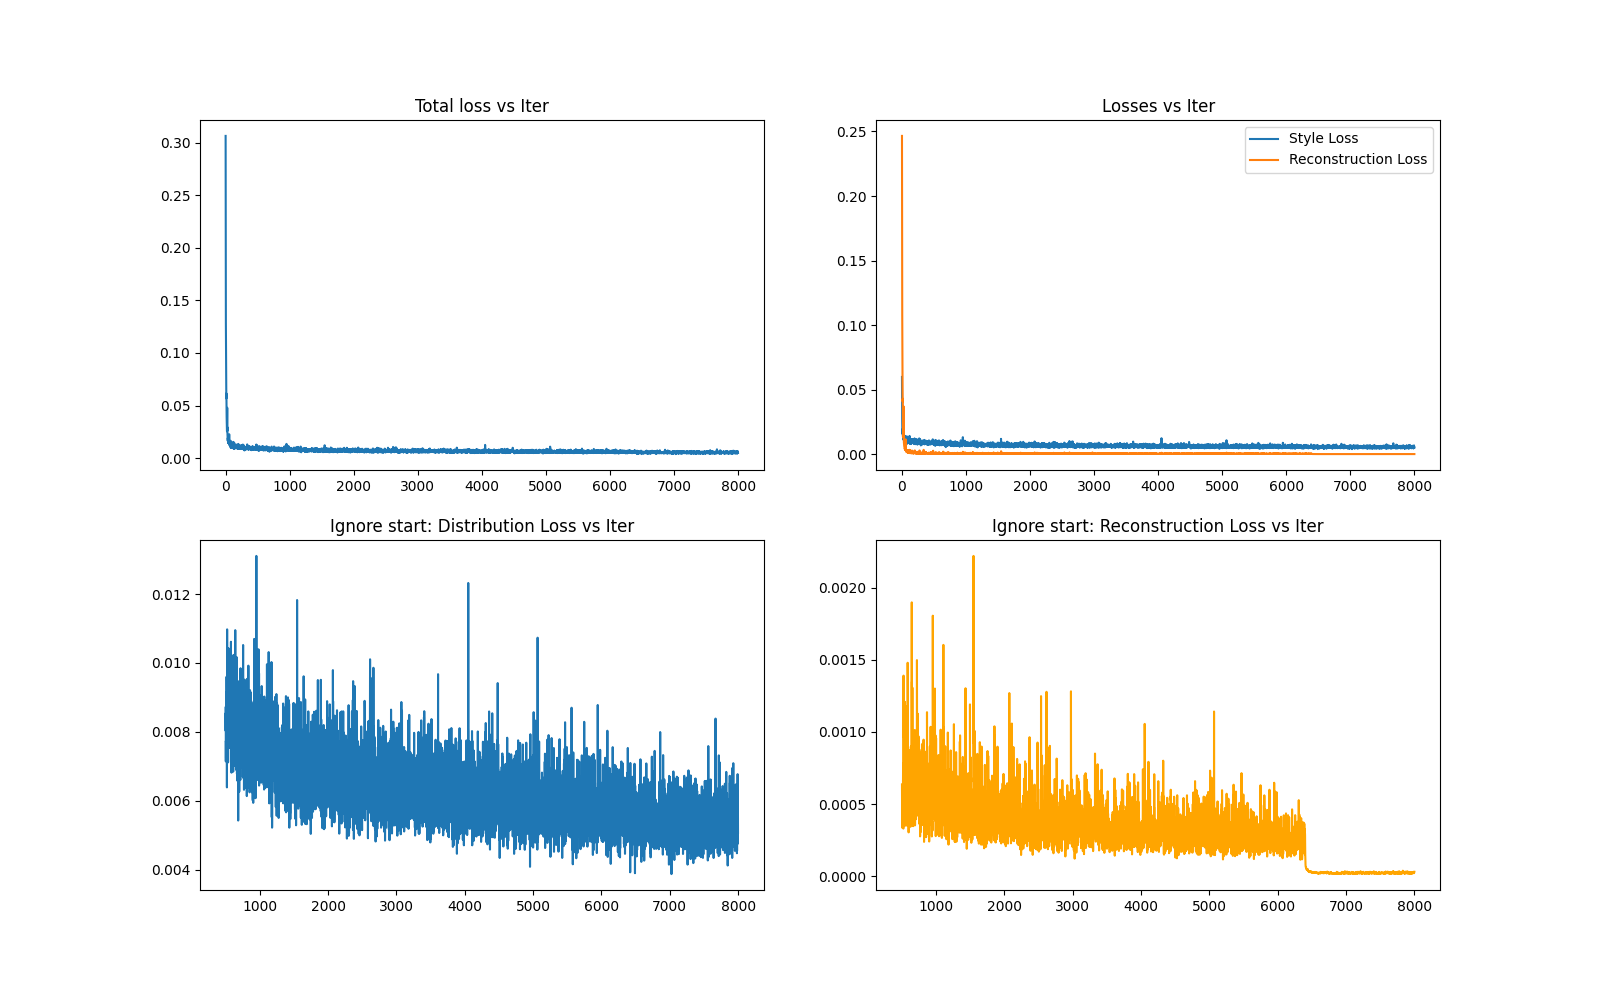 Total loss vs Iter
0.30
0.25
0.20
0.15
0.10
0.05
0.00
0 1000 2000 3000 4000 5000 6000 7000 8000
Losses vs Iter
Style Loss
Reconstruction Loss
0.25
0.20
0.15
0.10
0.05
0.00
0 1000 2000 3000 4000 5000 6000 7000 8000
Ignore start: Distribution Loss vs Iter
0.012
0.010
0.008
0.006
0.004
1000 2000 3000 4000 5000 6000 7000 8000
Ignore start: Reconstruction Loss vs Iter
0.0020
0.0015
0.0010
0.0005
0.0000
1000 2000 3000 4000 5000 6000 7000 8000